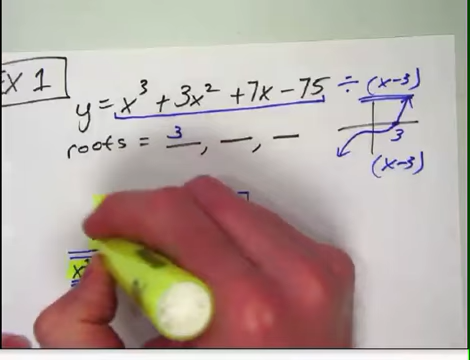 EX 1
y = x³ + 3x² + 7x - 75 ÷ (x-3)
roots = 3, __, __
3
(x-3)